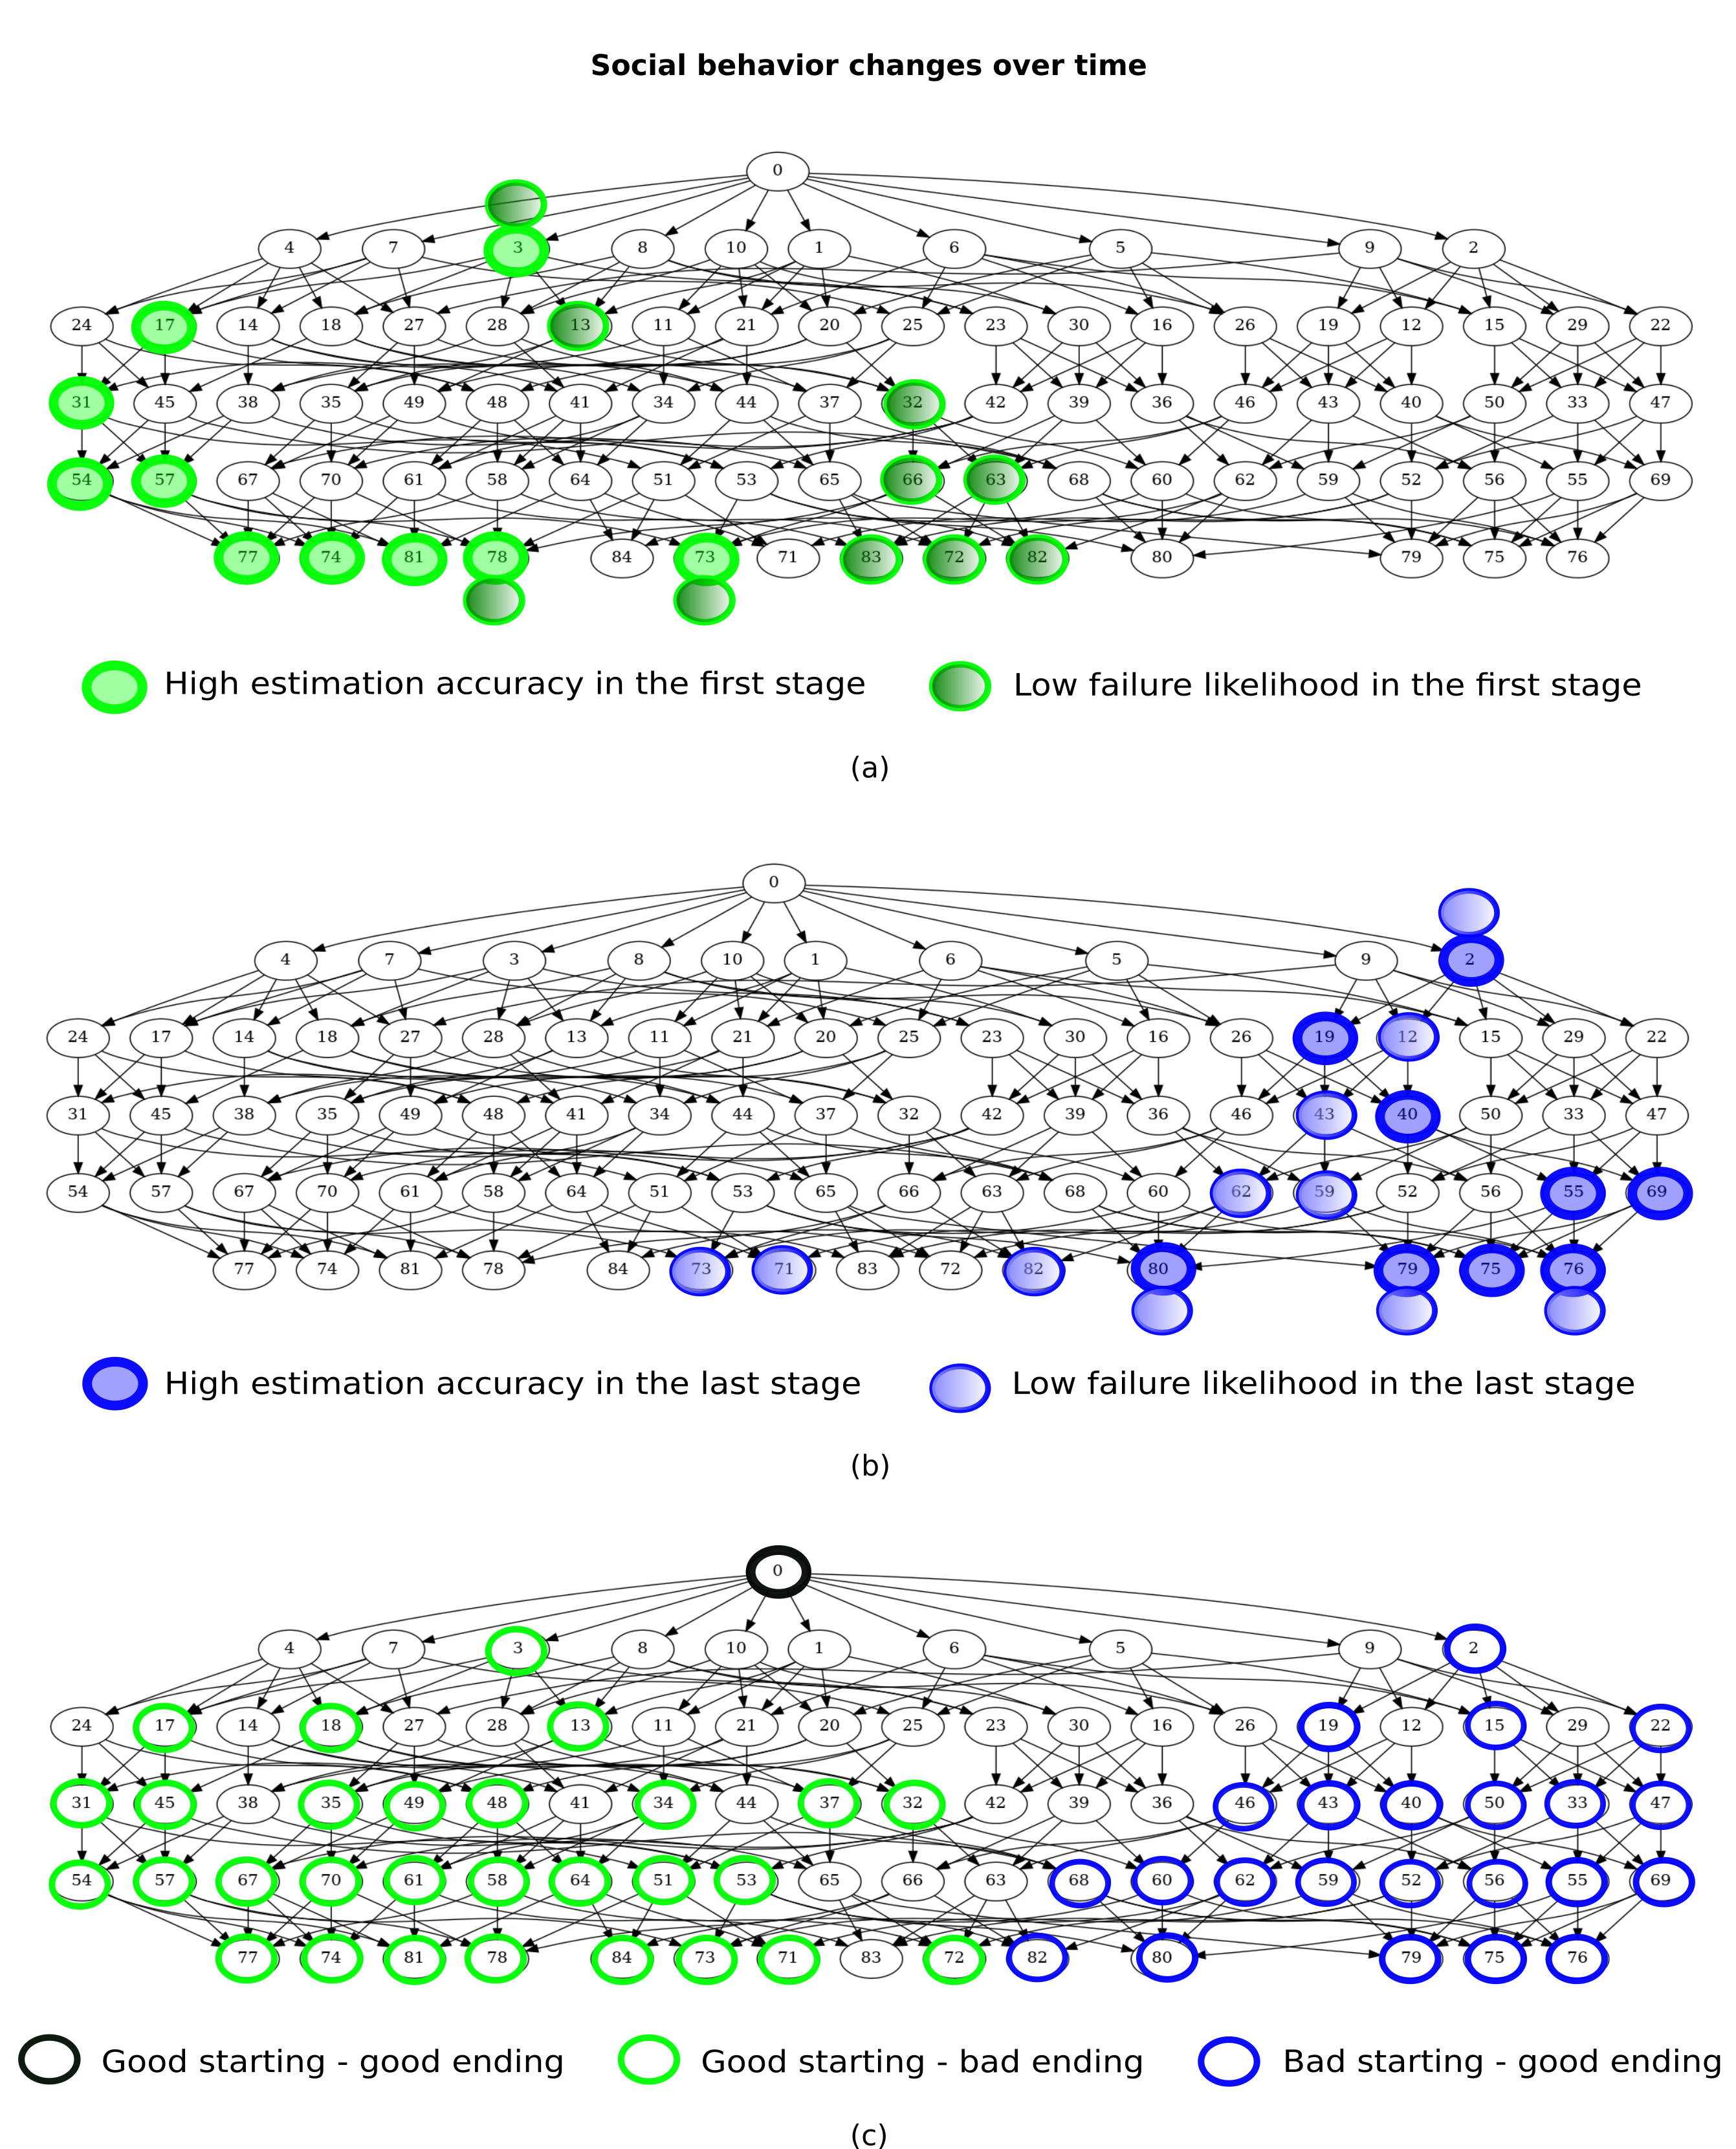 Social behavior changes over time
0
4 7 3 8 10 1 6 5 9 2
24 17 14 18 27 28 13 11 21 20 25 23 30 16 26 19 12 15 29 22
31 45 38 35 49 48 41 34 44 37 32 42 39 36 46 43 40 50 33 47
54 57 67 70 61 58 64 51 53 65 66 63 68 60 62 59 52 56 55 69
77 74 81 78 84 73 71 83 72 82 80 79 75 76
High estimation accuracy in the first stage Low failure likelihood in the first stage
(a)
0
4 7 3 8 10 1 6 5 9 2
24 17 14 18 27 28 13 11 21 20 25 23 30 16 26 19 12 15 29 22
31 45 38 35 49 48 41 34 44 37 32 42 39 36 46 43 40 50 33 47
54 57 67 70 61 58 64 51 53 65 66 63 68 60 62 59 52 56 55 69
77 74 81 78 84 73 71 83 72 82 80 79 75 76
High estimation accuracy in the last stage Low failure likelihood in the last stage
(b)
0
4 7 3 8 10 1 6 5 9 2
24 17 14 18 27 28 13 11 21 20 25 23 30 16 26 19 12 15 29 22
31 45 38 35 49 48 41 34 44 37 32 42 39 36 46 43 40 50 33 47
54 57 67 70 61 58 64 51 53 65 66 63 68 60 62 59 52 56 55 69
77 74 81 78 84 73 71 83 72 82 80 79 75 76
Good starting - good ending Good starting - bad ending Bad starting - good ending
(c)